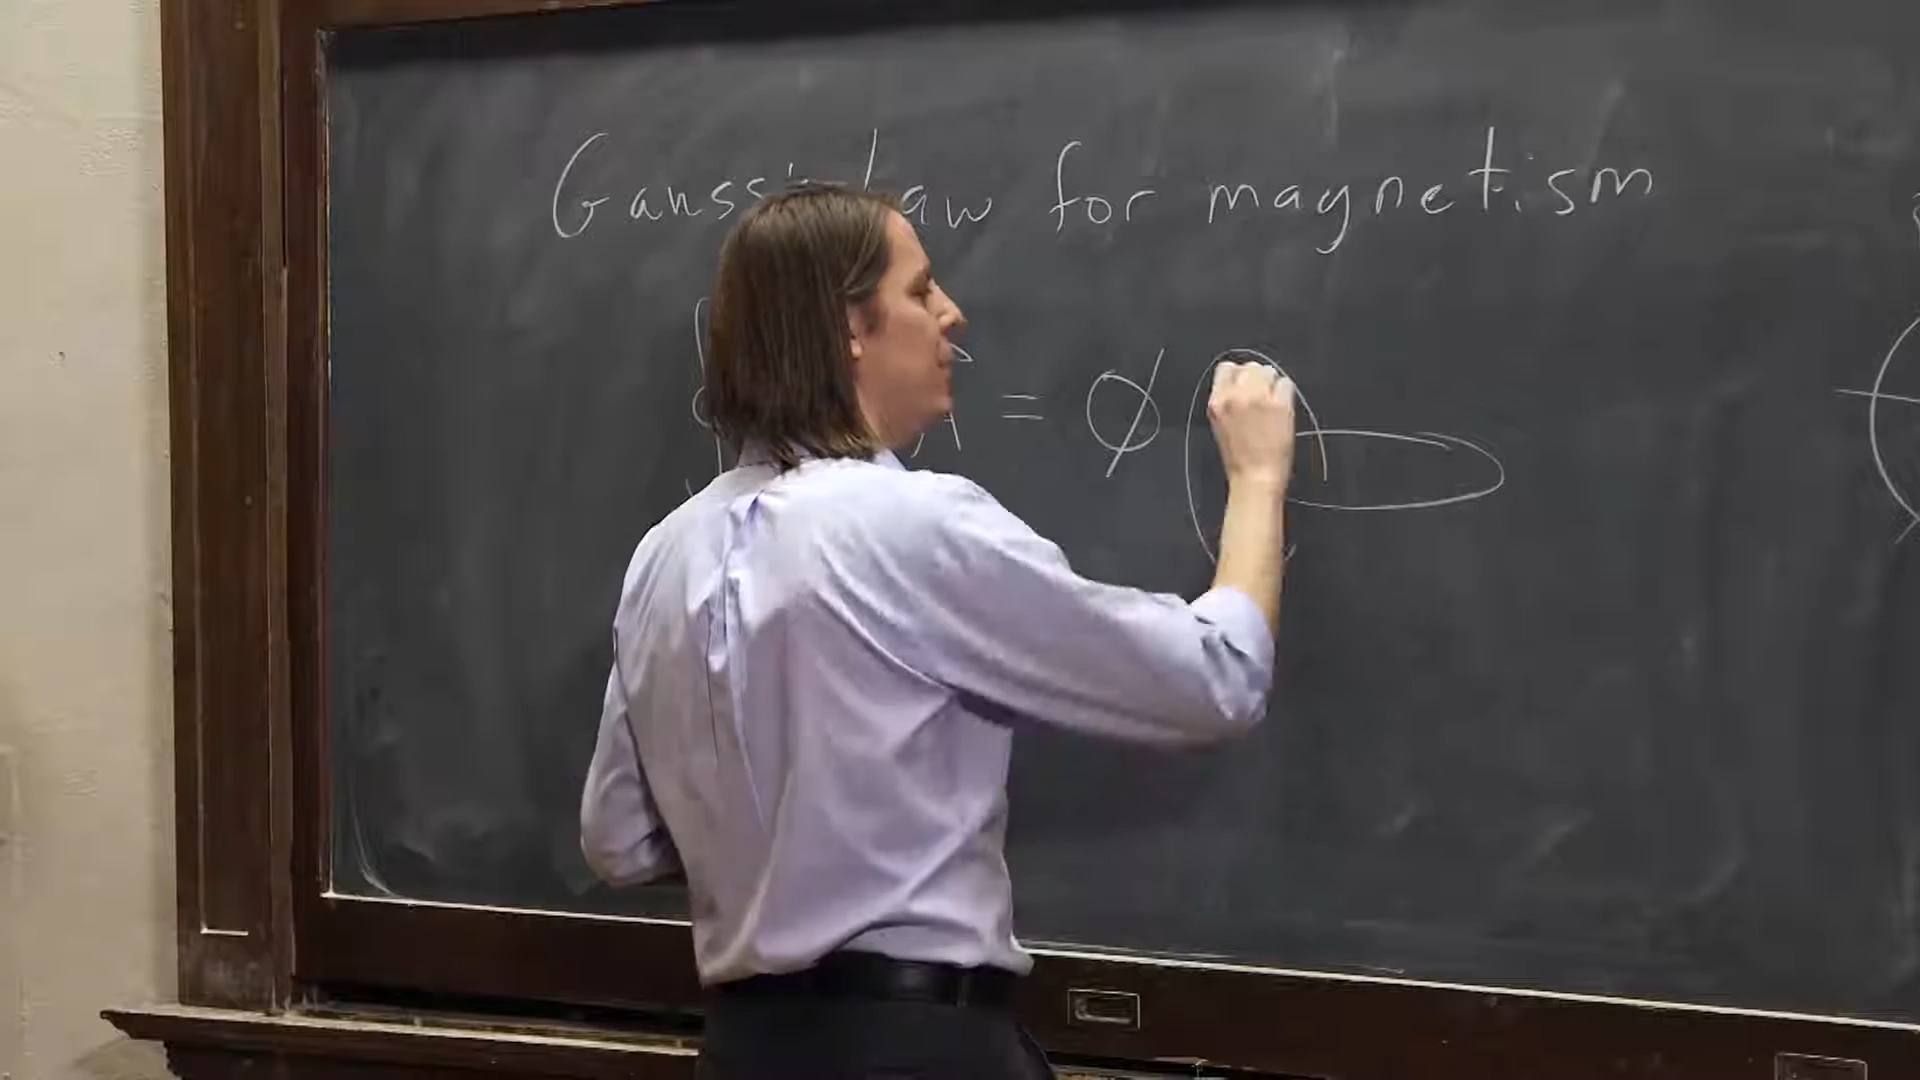 Gauss's Law for magnetism
= ∅